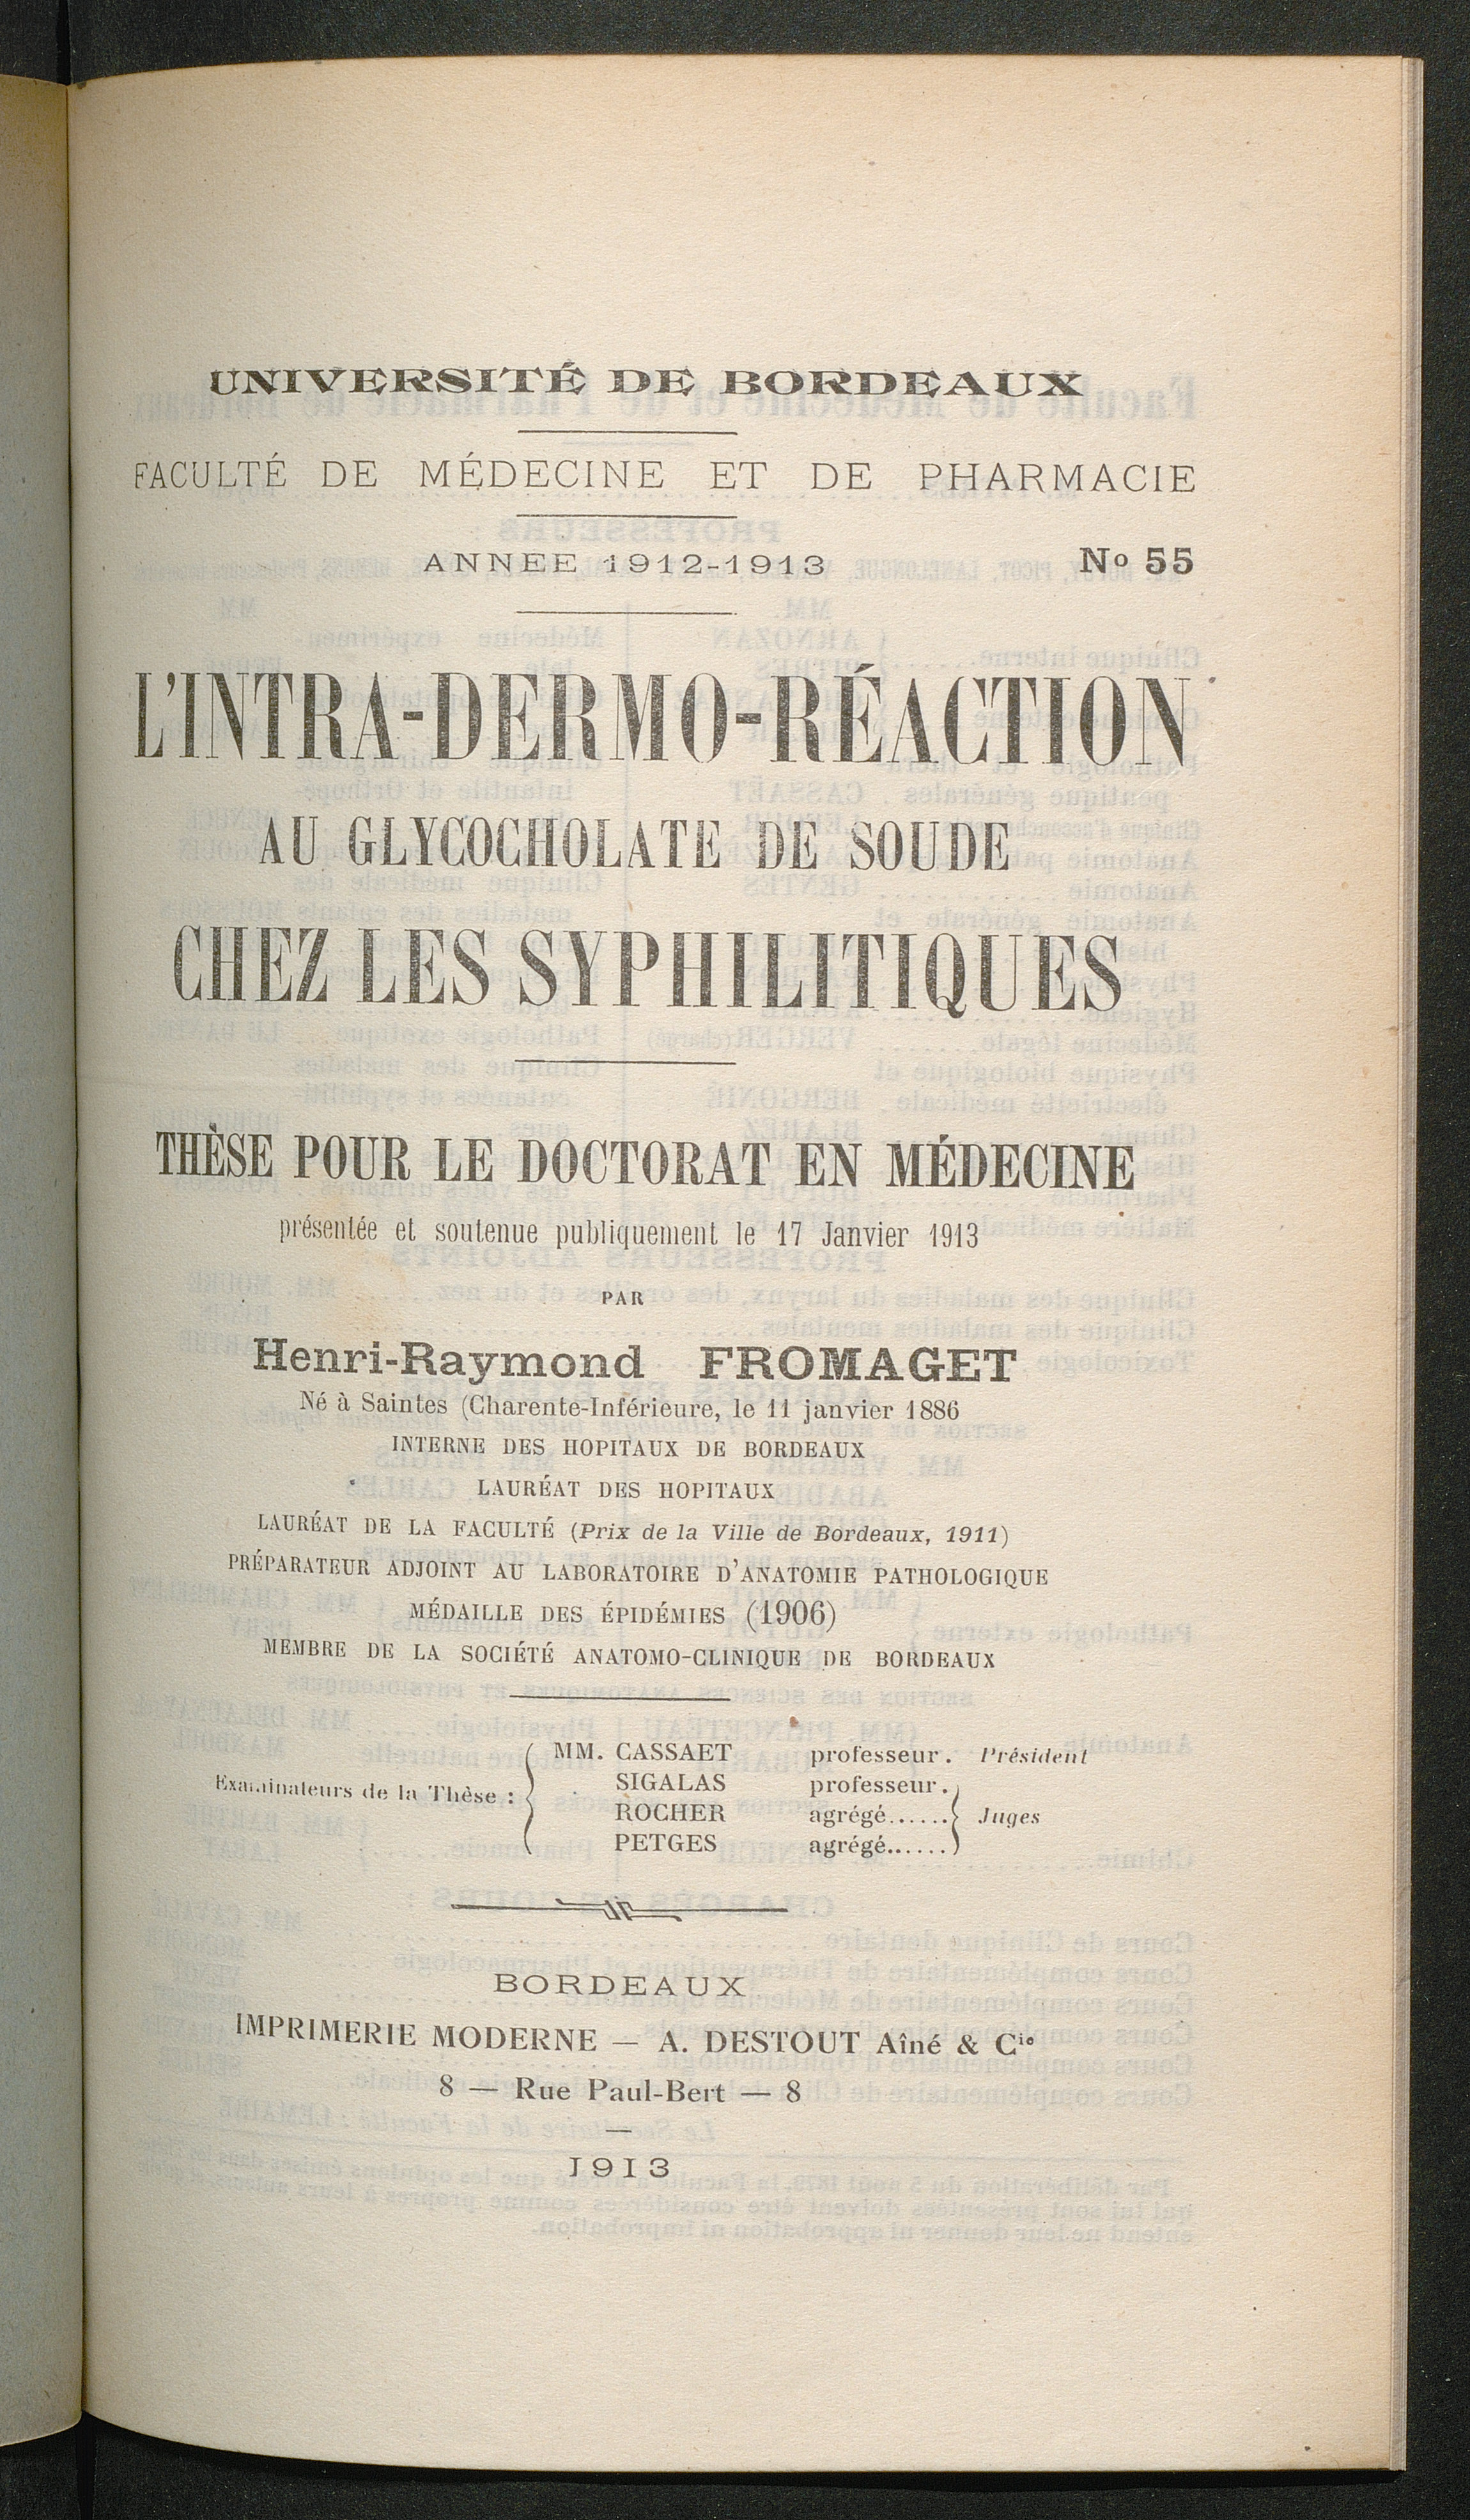 UNIVERSITÉ DE BORDEAUX
FACULTÉ DE MÉDECINE ET DE PHARMACIE
ANNEE 1912-1913 No 55
L'INTRA-DERMO-RÉACTION
AU GLYCOCHOLATE DE SOUDE
CHEZ LES SYPHILITIQUES
THÈSE POUR LE DOCTORAT EN MÉDECINE
présentée et soutenue publiquement le 17 Janvier 1913
PAR
Henri-Raymond FROMAGET
Né à Saintes (Charente-Inférieure, le 11 janvier 1886
INTERNE DES HOPITAUX DE BORDEAUX
LAURÉAT DES HOPITAUX
LAURÉAT DE LA FACULTÉ (Prix de la Ville de Bordeaux, 1911)
PRÉPARATEUR ADJOINT AU LABORATOIRE D'ANATOMIE PATHOLOGIQUE
MÉDAILLE DES ÉPIDÉMIES (1906)
MEMBRE DE LA SOCIÉTÉ ANATOMO-CLINIQUE DE BORDEAUX
Examinateurs de la Thèse :
MM. CASSAET professeur. Président
SIGALAS professeur.
ROCHER agrégé...... Juges
PETGES agrégé......
BORDEAUX
IMPRIMERIE MODERNE — A. DESTOUT Aîné & Cie
8 — Rue Paul-Bert — 8
1913